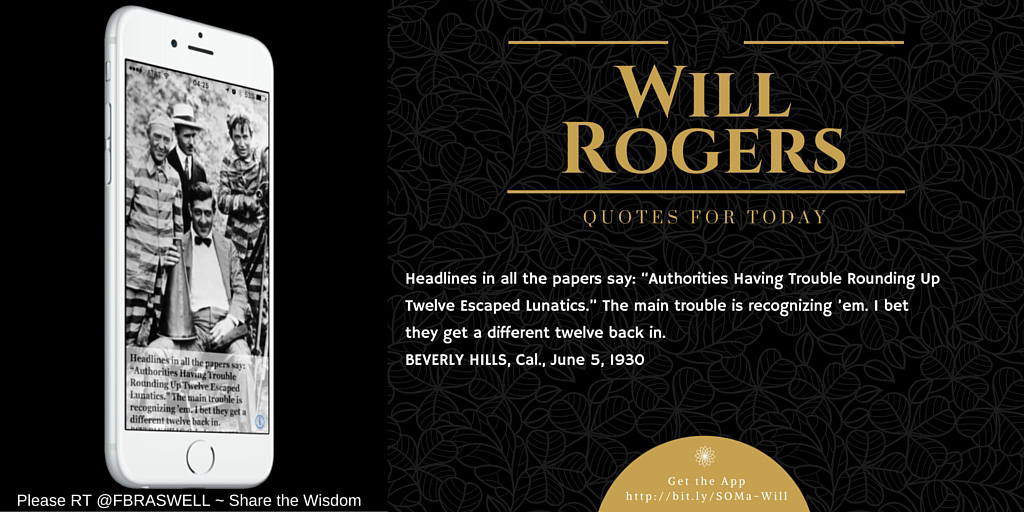 AT&T
04:25
53%
Headlines in all the papers say:
"Authorities Having Trouble
Rounding Up Twelve Escaped
Lunatics." The main trouble is
recognizing 'em. I bet they get a
different twelve back in.
Please RT @FBRASWELL ~ Share the Wisdom
WILL
ROGERS
QUOTES FOR TODAY
Headlines in all the papers say: "Authorities Having Trouble Rounding Up
Twelve Escaped Lunatics." The main trouble is recognizing 'em. I bet
they get a different twelve back in.
BEVERLY HILLS, Cal., June 5, 1930
Get the App
http://bit.ly/SOMa-Will